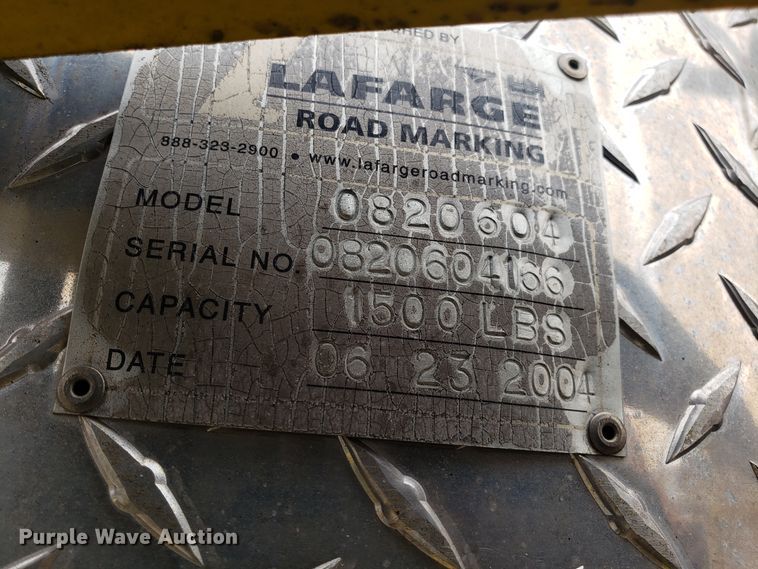 BY
LAFARGE
ROAD MARKING
888-323-2900 • www.lafargeroadmarking.com
MODEL 0820604
SERIAL NO. 0820604166
CAPACITY 1500 LBS
DATE 06 23 2004
Purple Wave Auction